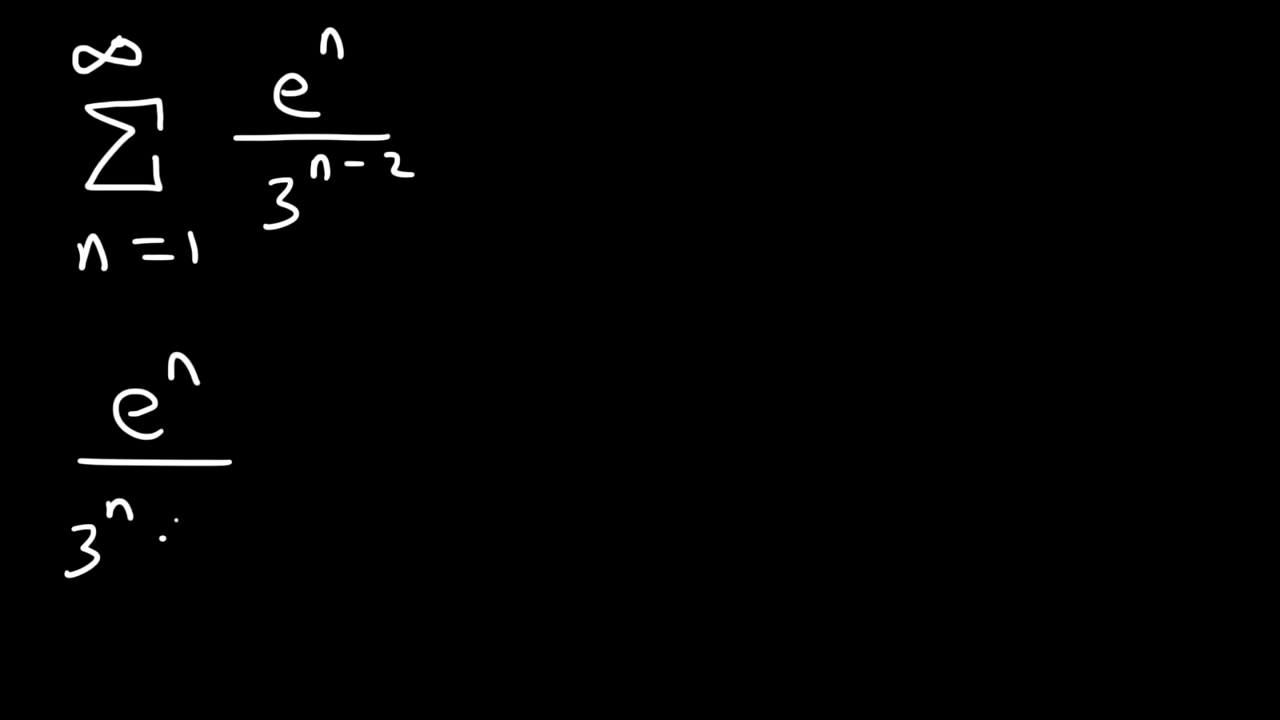 ∞
∑ e^n / 3^(n-2)
n = 1
e^n
3^n ·